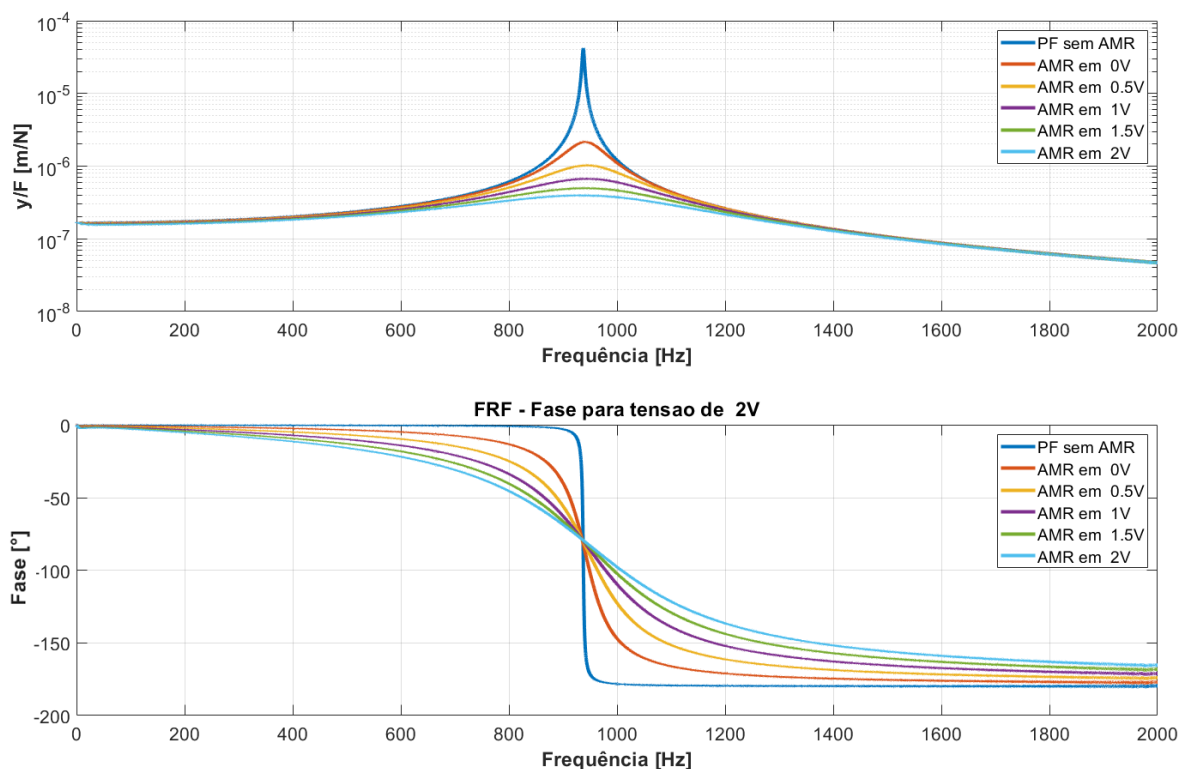 10-4
10-5
10-6
10-7
10-8
y/F [m/N]
0 200 400 600 800 1000 1200 1400 1600 1800 2000
Frequência [Hz]
PF sem AMR
AMR em  0V
AMR em  0.5V
AMR em  1V
AMR em  1.5V
AMR em  2V
FRF - Fase para tensao de  2V
0
-50
-100
-150
-200
Fase [°]
0 200 400 600 800 1000 1200 1400 1600 1800 2000
Frequência [Hz]
PF sem AMR
AMR em  0V
AMR em  0.5V
AMR em  1V
AMR em  1.5V
AMR em  2V